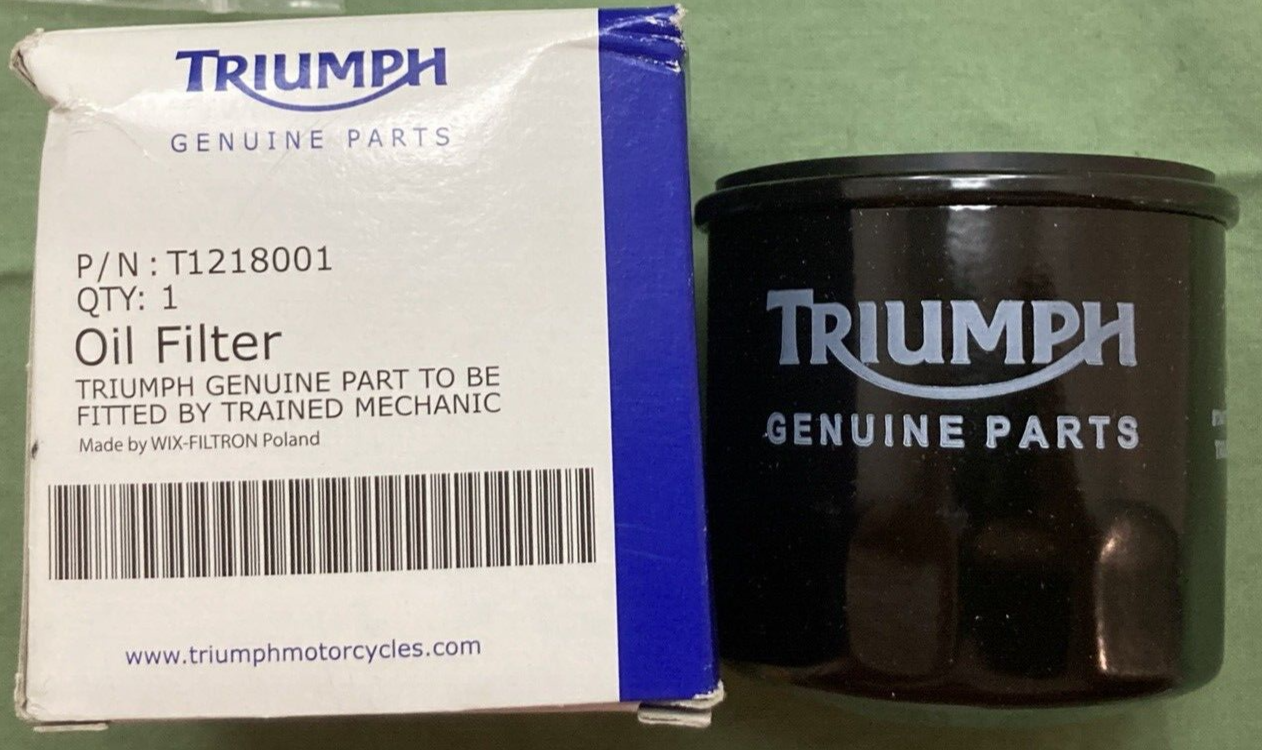 TRIUMPH
GENUINE PARTS
P/N: T1218001
QTY: 1
Oil Filter
TRIUMPH GENUINE PART TO BE
FITTED BY TRAINED MECHANIC
Made by WIX-FILTRON Poland
www.triumphmotorcycles.com
TRIUMPH
GENUINE PARTS